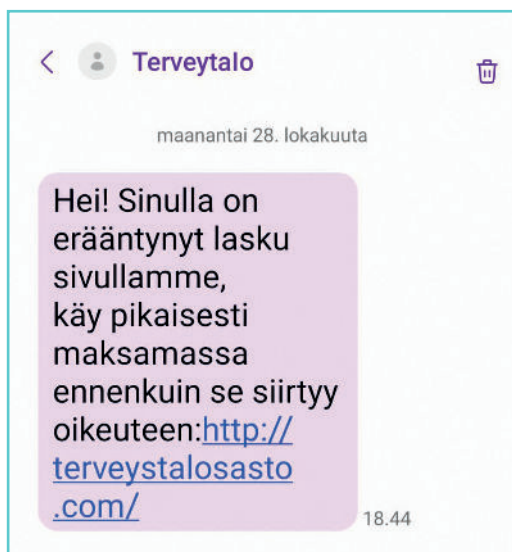 Terveytalo
maanantai 28. lokakuuta
Hei! Sinulla on
erääntynyt lasku
sivullamme,
käy pikaisesti
maksamassa
ennenkuin se siirtyy
oikeuteen:http://
terveystalosasto
.com/
18.44